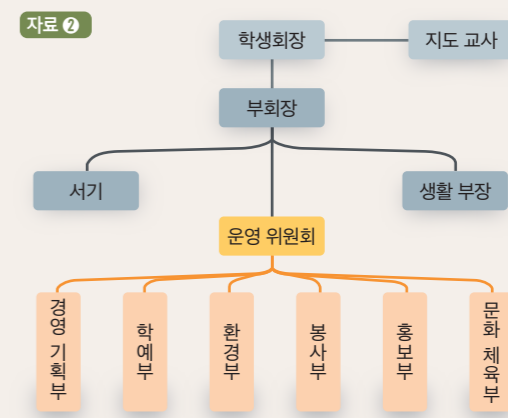 자료 ❷
학생회장
지도 교사
부회장
서기
생활 부장
운영 위원회
경영 기획부
학예부
환경부
봉사부
홍보부
문화 체육부